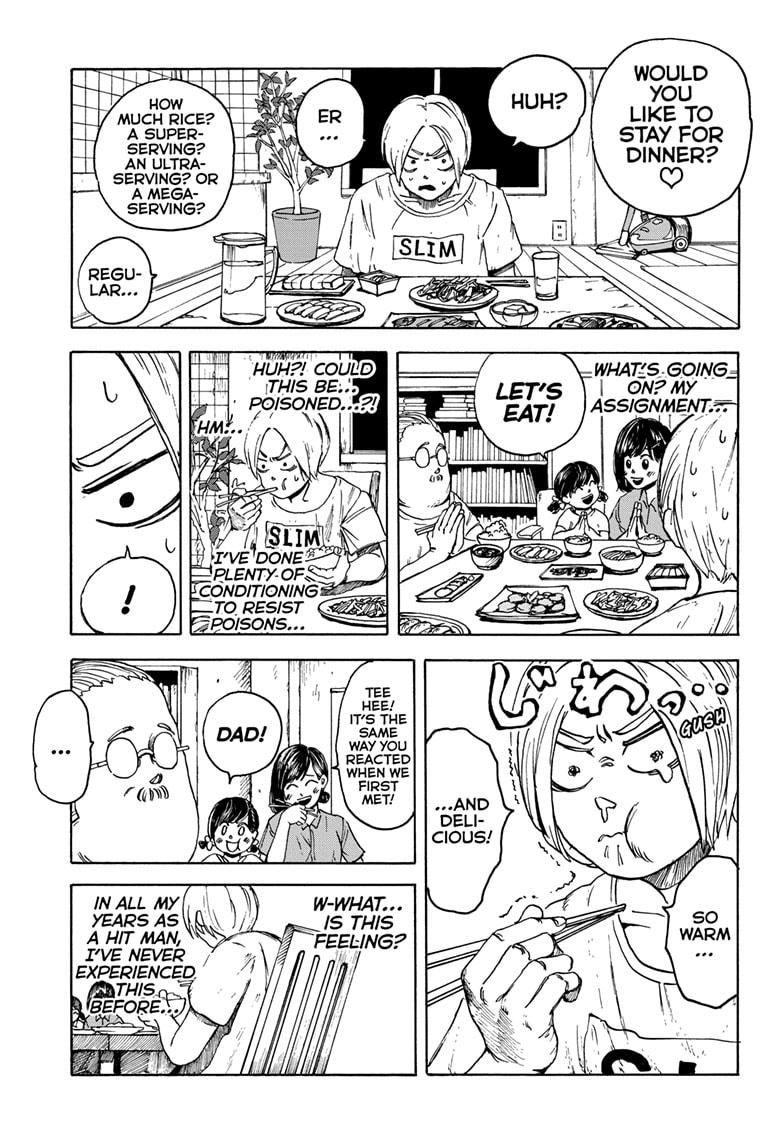 WOULD
YOU
LIKE TO
STAY FOR
DINNER?
♡
HUH?
ER
...
HOW
MUCH RICE?
A SUPER-
SERVING?
AN ULTRA-
SERVING? OR
A MEGA-
SERVING?
REGU-
LAR...
SLIM
WHAT'S GOING
ON? MY
ASSIGNMENT...
LET'S
EAT!
HUH?! COULD
THIS BE...
POISONED...?!
HM...
SLIM
I'VE DONE
PLENTY OF
CONDITIONING
TO RESIST
POISONS...
!
じわっ...
GUSH
SO
WARM
...
...AND
DELI-
CIOUS!
SL
TEE
HEE!
IT'S THE
SAME
WAY YOU
REACTED
WHEN WE
FIRST
MET!
DAD!
...
W-WHAT...
IS THIS
FEELING?
IN ALL MY
YEARS AS
A HIT MAN,
I'VE NEVER
EXPERIENCED
THIS
BEFORE...